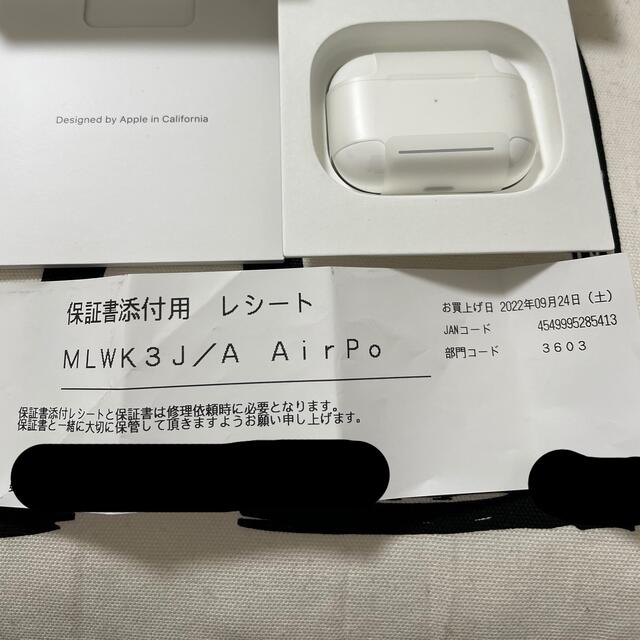 Designed by Apple in California
保証書添付用 レシート
MLWK3J/A AirPo
お買上げ日 2022年09月24日(土)
JANコード 4549995285413
部門コード 3603
保証書添付レシートと保証書は修理依頼時に必要となります。
保証書と一緒に大切に保管して頂きますようお願い申し上げます。